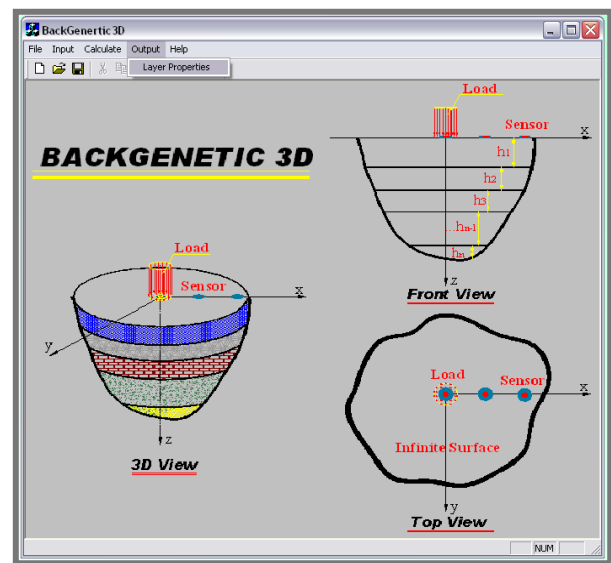 BackGenertic 3D
File Input Calculate Output Help
Layer Properties
BACKGENETIC 3D
Load
Sensor
x
y
z
3D View
Load
Sensor
x
h1
h2
h3
...hn-1
hn
z
Front View
Load
Sensor
x
Infinite Surface
y
Top View
NUM